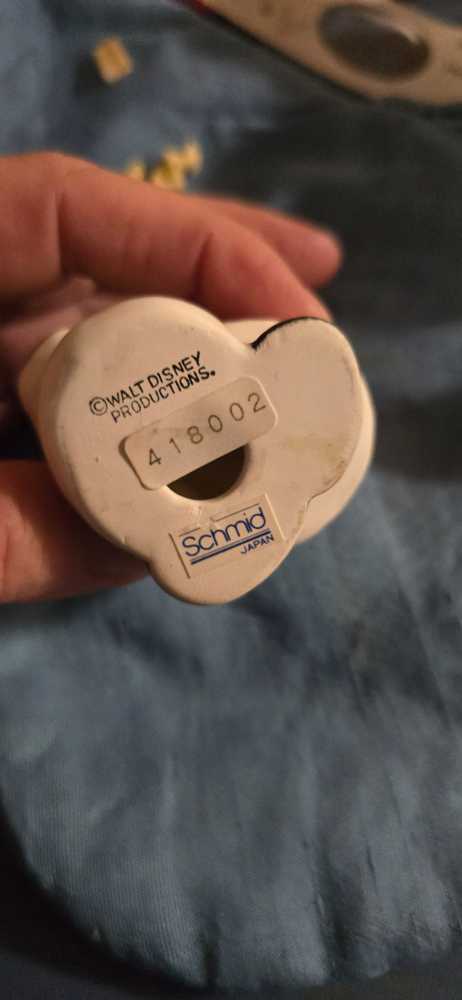 ©WALT DISNEY
PRODUCTIONS.
418002
Schmid
JAPAN